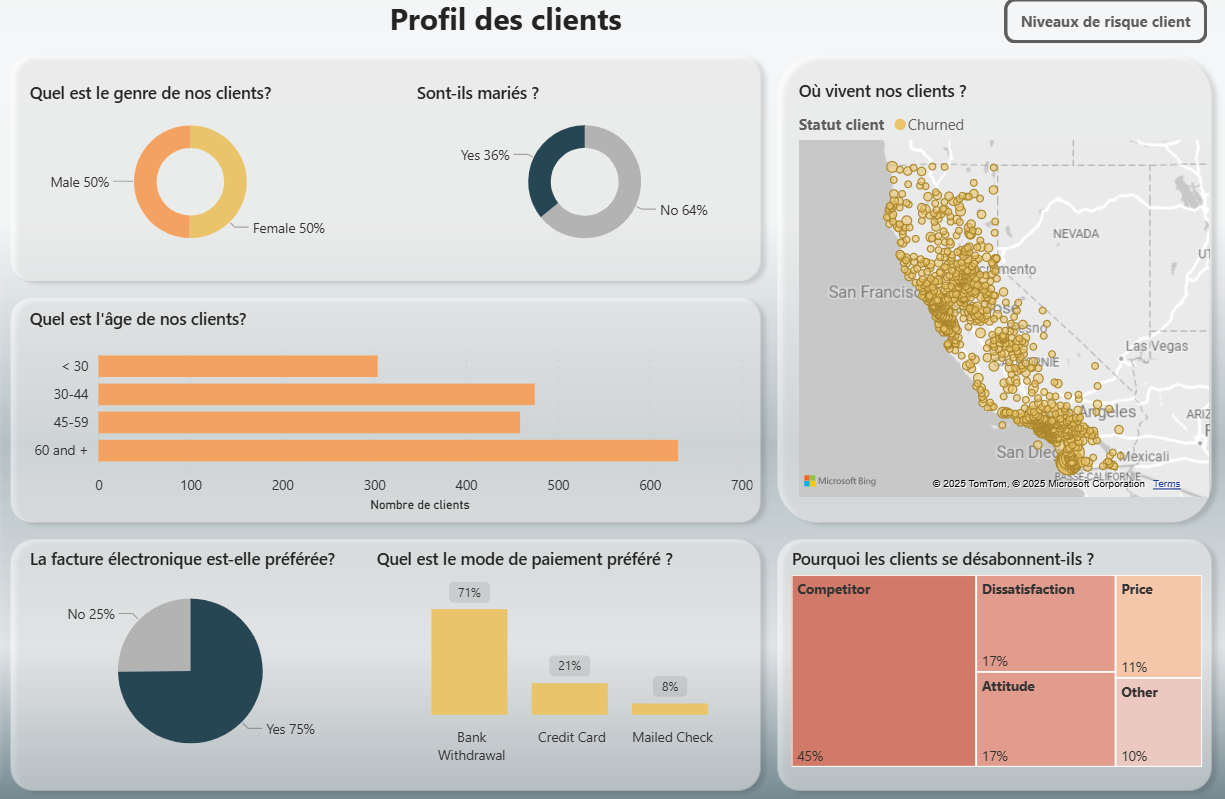 Profil des clients
Niveaux de risque client
Quel est le genre de nos clients?
Male 50%
Female 50%
Sont-ils mariés ?
Yes 36%
No 64%
Où vivent nos clients ?
Statut client
Churned
NEVADA
San Francisc
Las Vegas
Angeles
San Dieg
Mexicali
BASSE-CALIFORNIE
Microsoft Bing
© 2025 TomTom, © 2025 Microsoft Corporation
Terms
Quel est l'âge de nos clients?
< 30
30-44
45-59
60 and +
0
100
200
300
400
500
600
700
Nombre de clients
La facture électronique est-elle préférée?
No 25%
Yes 75%
Quel est le mode de paiement préféré ?
71%
21%
8%
Bank
Withdrawal
Credit Card
Mailed Check
Pourquoi les clients se désabonnent-ils ?
Competitor
45%
Dissatisfaction
17%
Attitude
17%
Price
11%
Other
10%